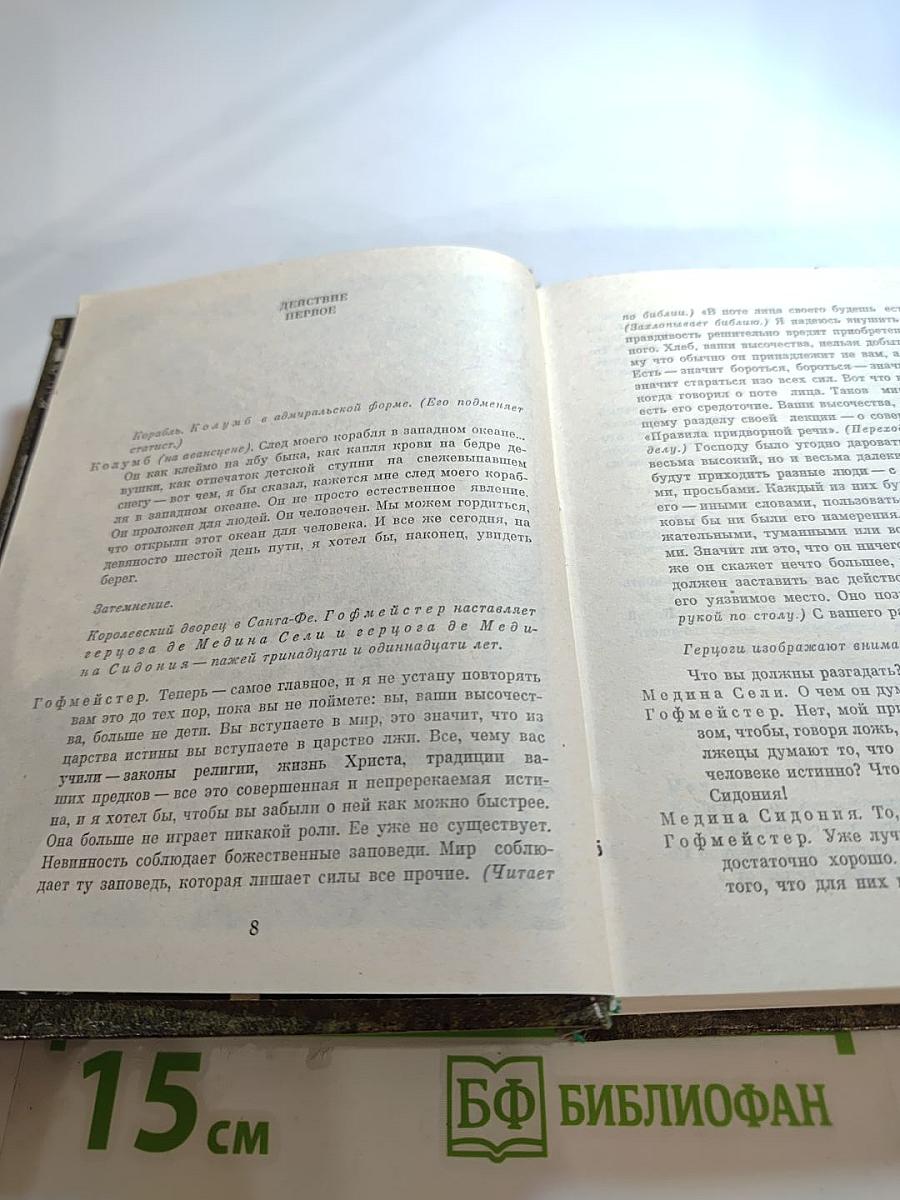 ДЕЙСТВИЕ
ПЕРВОЕ
Корабль. Колумб в адмиральской форме. (Его подменяет
статист.)
Колумб (на авансцене). След моего корабля в западном океане...
Он как клеймо на лбу быка, как капля крови на бедре де-
вушки, как отпечаток детской ступни на свежевыпавшем
снегу — вот чем, я бы сказал, кажется мне след моего кораб-
ля в западном океане. Он не просто естественное явление.
Он проложен для людей. Он человечен. Мы можем гордиться,
что открыли этот океан для человека. И все же сегодня, на
девяносто шестой день пути, я хотел бы, наконец, увидеть
берег.
Затемнение.
Королевский дворец в Санта-Фе. Гофмейстер наставляет
герцога де Медина Сели и герцога де Меди-
на Сидония — пажей тринадцати и одиннадцати лет.
Гофмейстер. Теперь — самое главное, и я не устану повторять
вам это до тех пор, пока вы не поймете: вы, ваши высочест-
ва, больше не дети. Вы вступаете в мир, это значит, что из
царства истины вы вступаете в царство лжи. Все, чему вас
учили — законы религии, жизнь Христа, традиции ва-
ших предков — все это совершенная и непререкаемая исти-
на, и я хотел бы, чтобы вы забыли о ней как можно быстрее.
Она больше не играет никакой роли. Ее уже не существует.
Невинность соблюдает божественные заповеди. Мир соблю-
дает ту заповедь, которая лишает силы все прочие. (Читает
8
по библии.) «В поте лица своего будешь ест
(Захлопывает библию.) Я надеюсь внушить
правдивость решительно вредит приобретен
ного. Хлеб, ваши высочества, нельзя добыт
му что обычно он принадлежит не вам, а
Есть — значит бороться, бороться — знач
значит стараться изо всех сил. Вот что
когда говорил о поте лица. Таков ми
есть его средоточие. Ваши высочества,
щему разделу своей лекции — о сове
«Правила придворной речи». (Переход
делу.) Господу было угодно даровать
весьма высокий, но и весьма далеки
будут приходить разные люди — с
ми, просьбами. Каждый из них бу
его — иными словами, пользовать
ковы бы ни были его намерения.
жательными, туманными или во
ми. Значит ли это, что он ничего
же он скажет нечто большее,
должен заставить вас действо
его уязвимое место. Оно поз
рукой по столу.) С вашего ра
Герцоги изображают внима
Что вы должны разгадать?
Медина Сели. О чем он дум
Гофмейстер. Нет, мой при
зом, чтобы, говоря ложь,
лжецы думают то, что
человеке истинно? Что
Сидония!
Медина Сидония. То,
Гофмейстер. Уже лучш
достаточно хорошо.
того, что для них
15 см
БФ БИБЛИОФАН